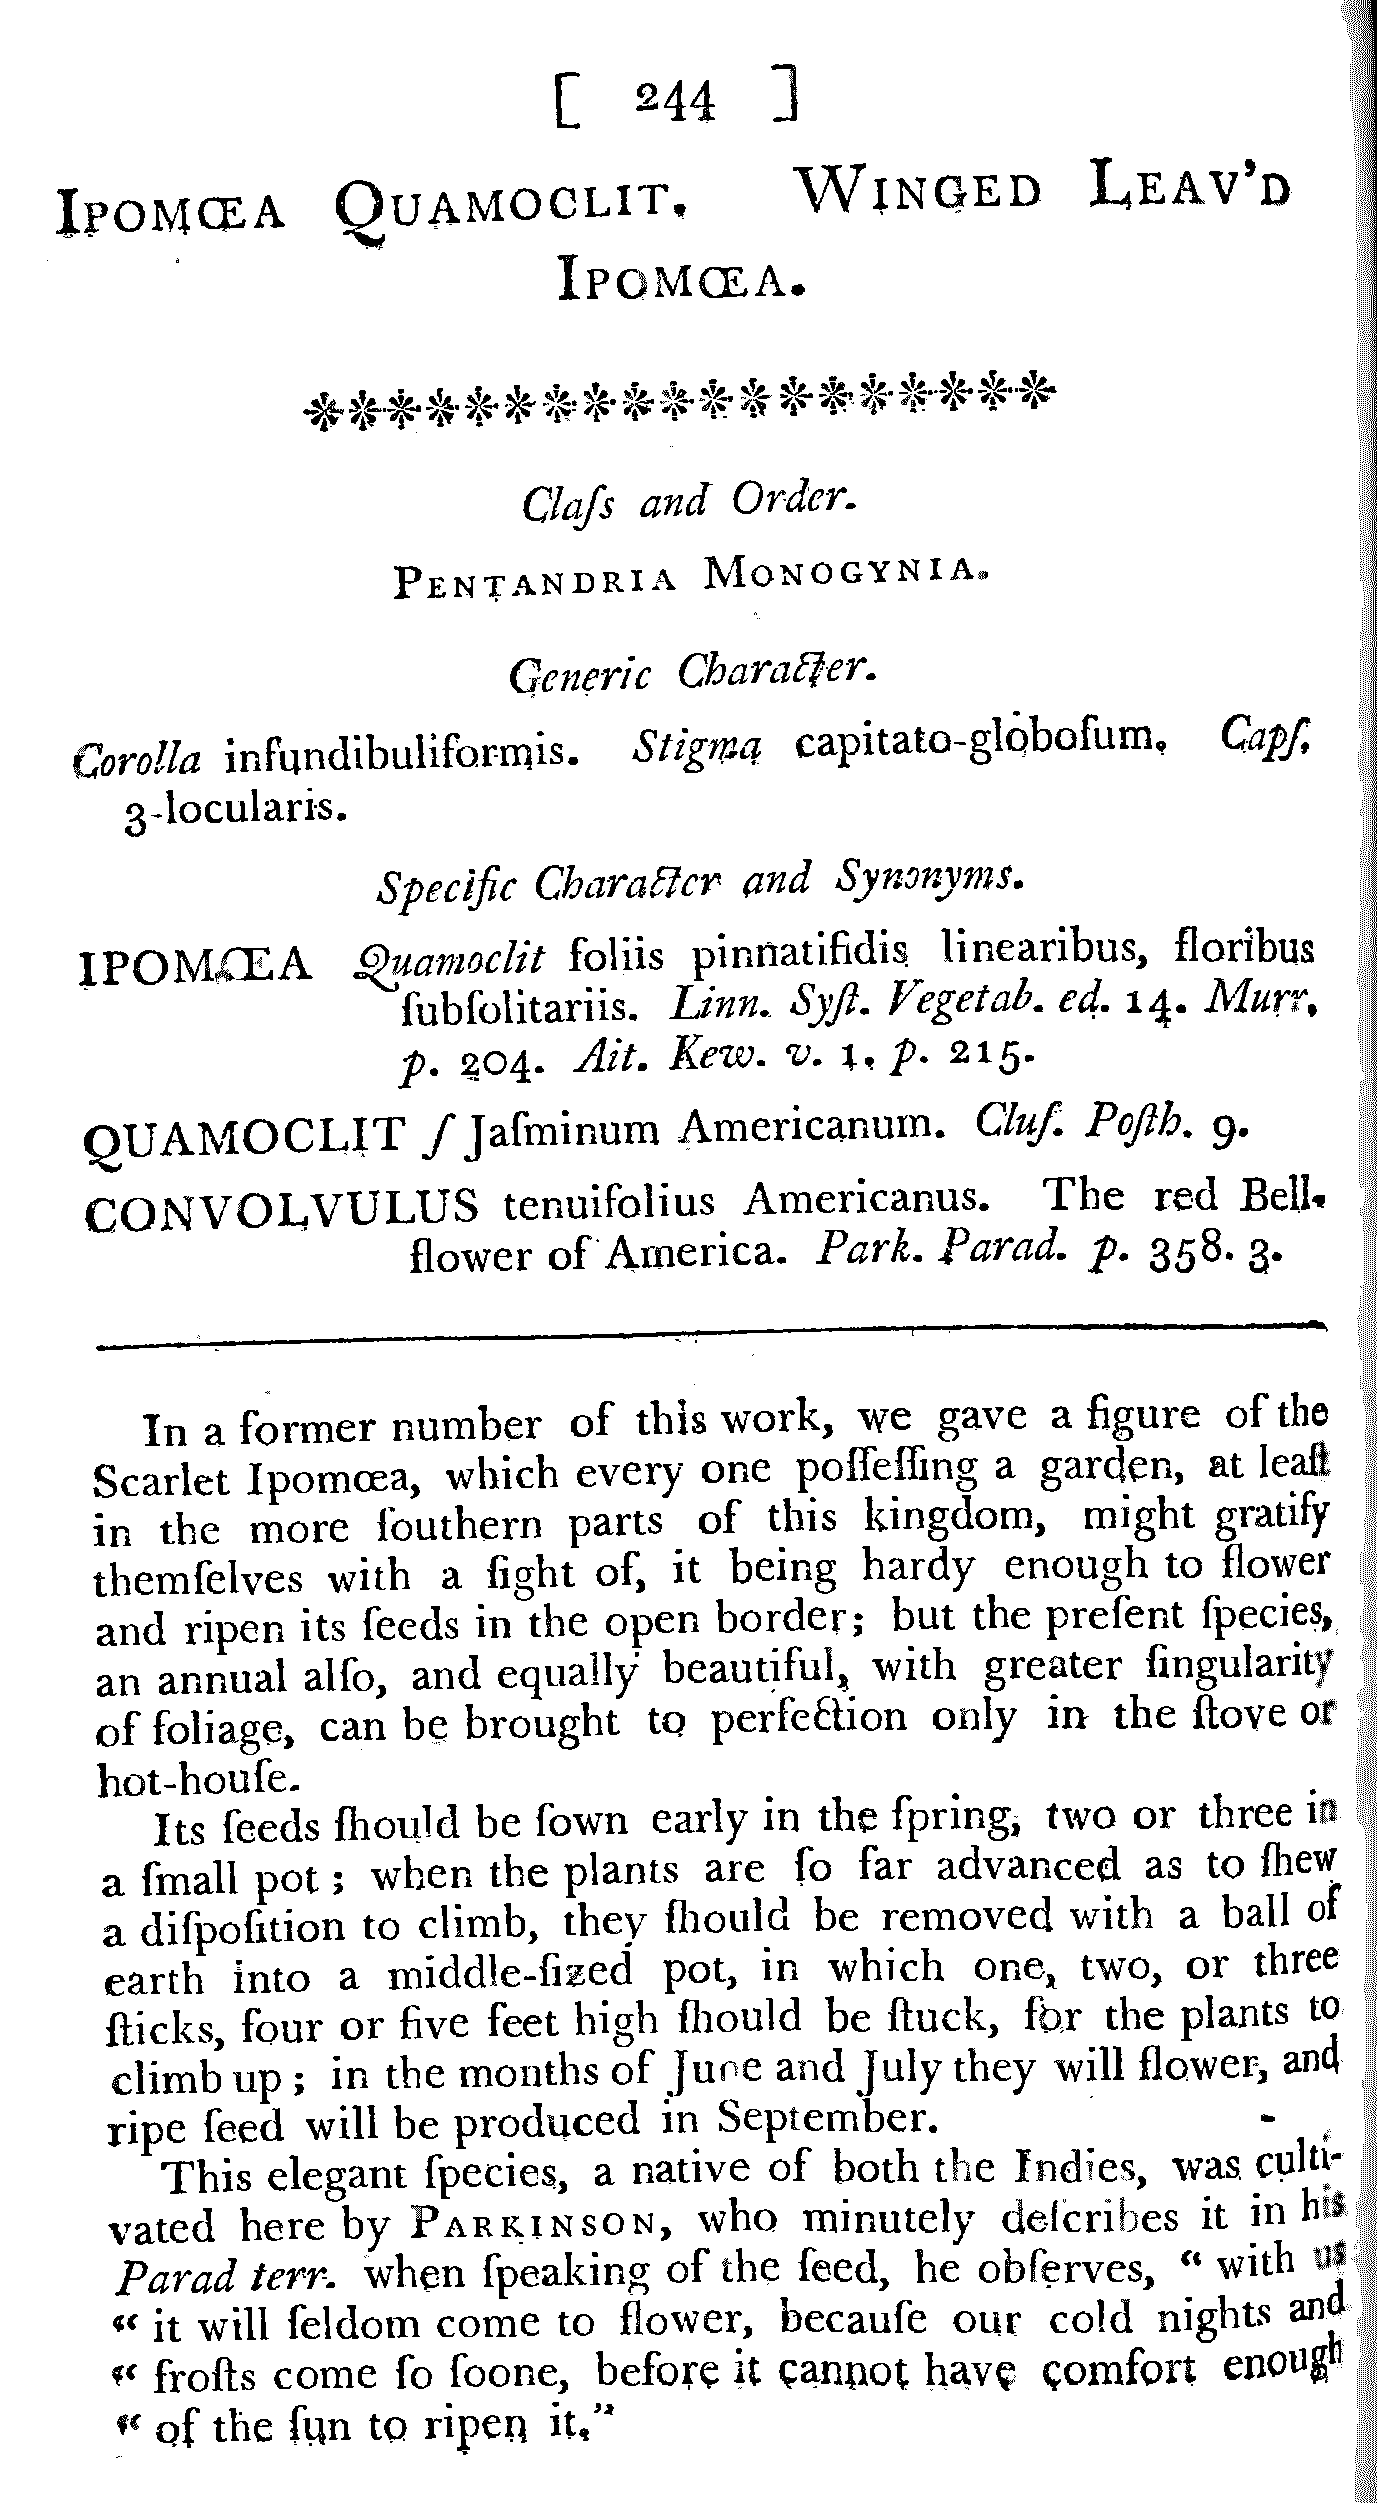 [ 244 ]
IPOMŒA QUAMOCLIT. WINGED LEAV'D
IPOMŒA.
*******************
Claſs and Order.
PENTANDRIA MONOGYNIA.
Generic Character.
Corolla infundibuliformis. Stigma capitato-globoſum. Capſ.
3-locularis.
Specific Character and Synonyms.
IPOMŒA Quamoclit foliis pinnatifidis linearibus, floribus
ſubſolitariis. Linn. Syſt. Vegetab. ed. 14. Murr.
p. 204. Ait. Kew. v. 1. p. 215.
QUAMOCLIT ſ Jaſminum Americanum. Cluſ. Poſth. 9.
CONVOLVULUS tenuifolius Americanus. The red Bell-
flower of America. Park. Parad. p. 358. 3.
In a former number of this work, we gave a figure of the
Scarlet Ipomœa, which every one poſſeſſing a garden, at leaſt
in the more ſouthern parts of this kingdom, might gratify
themſelves with a ſight of, it being hardy enough to flower
and ripen its ſeeds in the open border; but the preſent ſpecies,
an annual alſo, and equally beautiful, with greater ſingularity
of foliage, can be brought to perfection only in the ſtove or
hot-houſe.
Its ſeeds ſhould be ſown early in the ſpring, two or three in
a ſmall pot; when the plants are ſo far advanced as to ſhew
a diſpoſition to climb, they ſhould be removed with a ball of
earth into a middle-ſized pot, in which one, two, or three
ſticks, four or five feet high ſhould be ſtuck, for the plants to
climb up; in the months of June and July they will flower, and
ripe ſeed will be produced in September.
This elegant ſpecies, a native of both the Indies, was culti-
vated here by PARKINSON, who minutely deſcribes it in his
Parad terr. when ſpeaking of the ſeed, he obſerves, “ with us
“ it will ſeldom come to flower, becauſe our cold nights and
“ froſts come ſo ſoone, before it cannot have comfort enough
“ of the ſun to ripen it.”